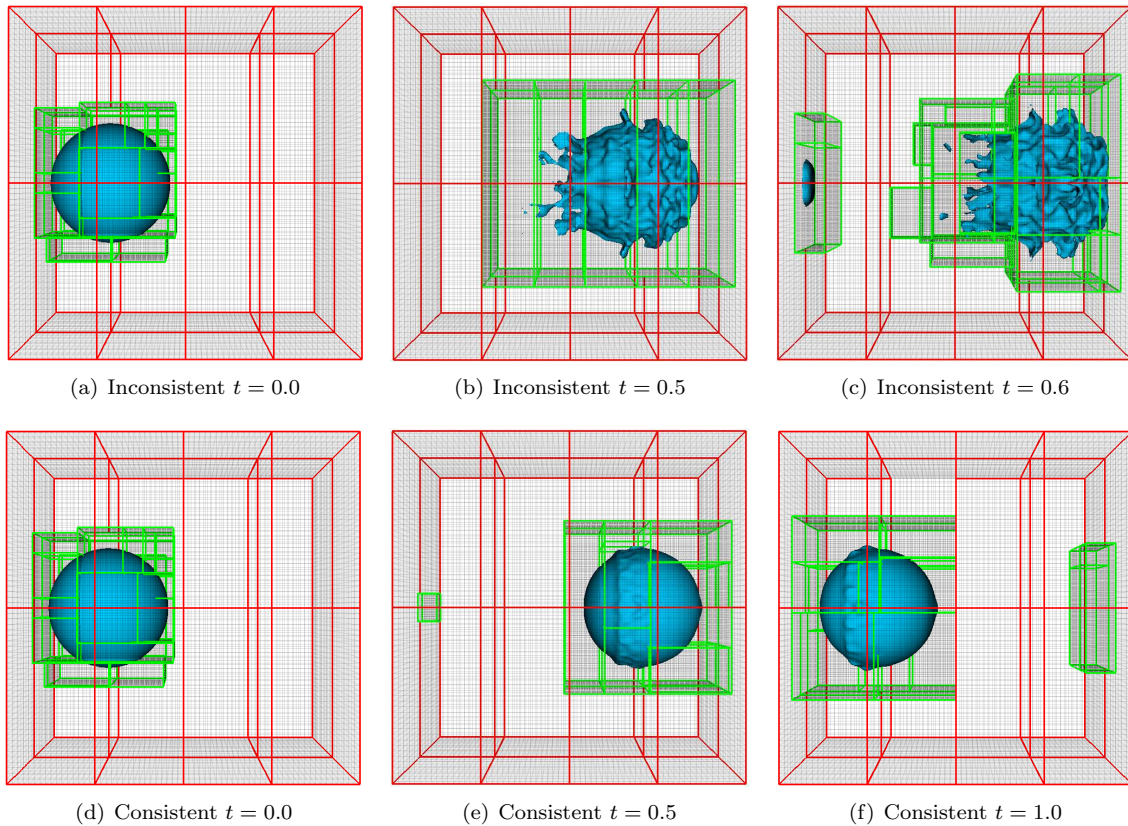 (a) Inconsistent t = 0.0
(b) Inconsistent t = 0.5
(c) Inconsistent t = 0.6
(d) Consistent t = 0.0
(e) Consistent t = 0.5
(f) Consistent t = 1.0